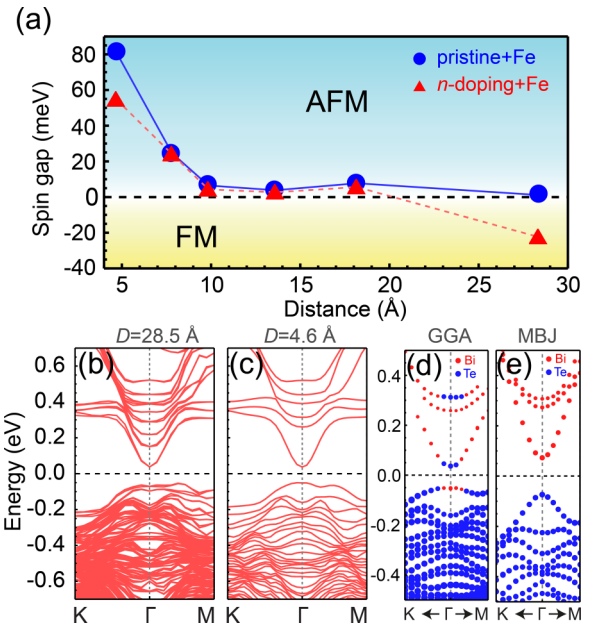 (a)
80
60
40
20
0
-20
-40
Spin gap (meV)
pristine+Fe
n-doping+Fe
AFM
FM
5 10 15 20 25 30
Distance (Å)
D=28.5 Å D=4.6 Å GGA MBJ
(b) (c) (d) (e)
Bi
Te
Bi
Te
0.6
0.4
0.2
0.0
-0.2
-0.4
-0.6
Energy (eV)
0.4
0.2
0.0
-0.2
-0.4
K Γ M K Γ M K ← Γ → M K ← Γ → M